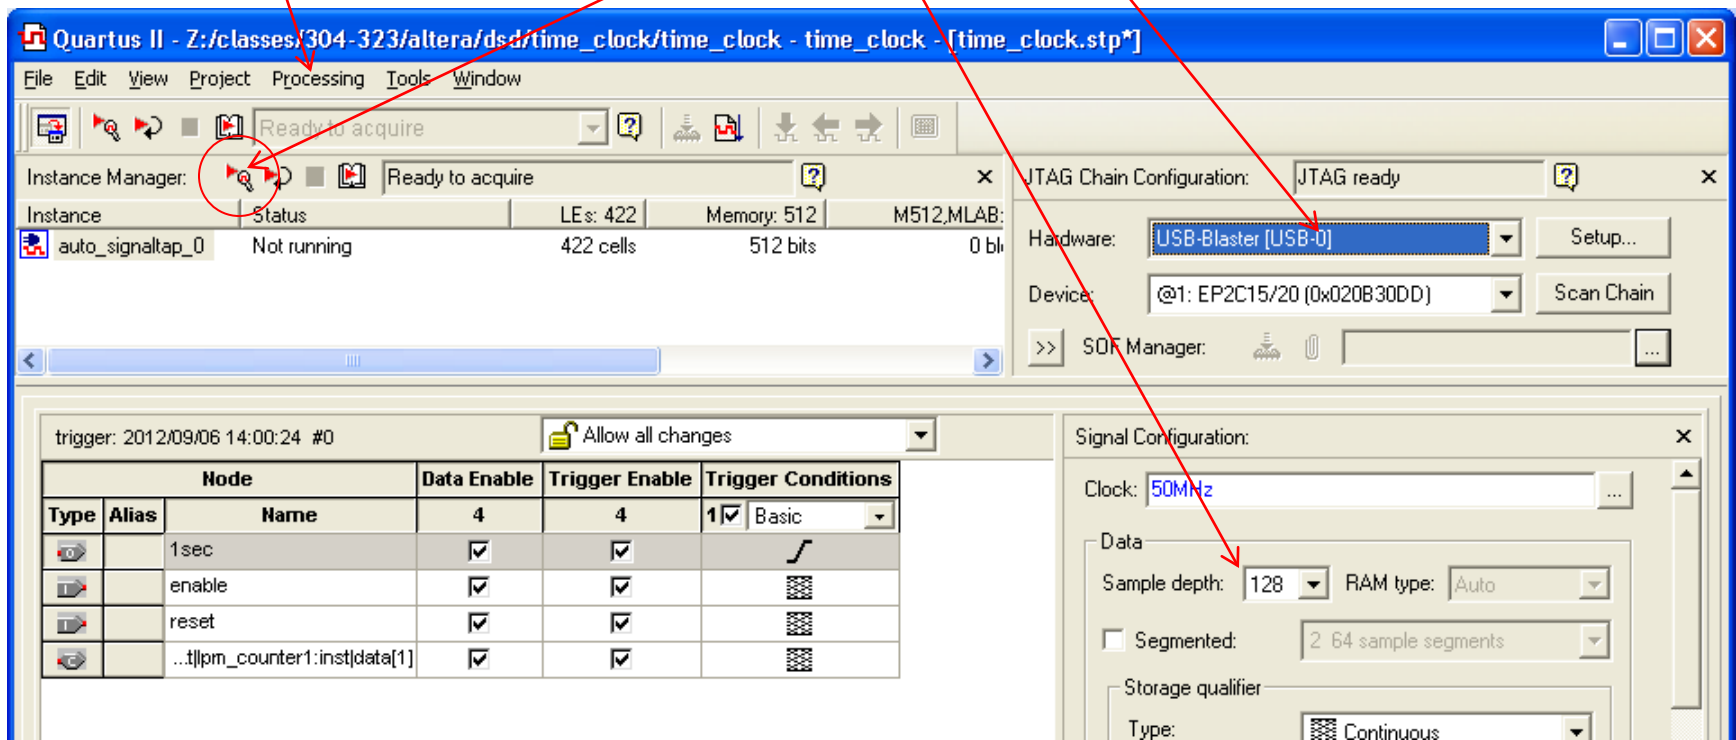 Quartus II - Z:/classes/304-323/altera/dsd/time_clock/time_clock - time_clock - [time_clock.stp*]
File Edit View Project Processing Tools Window
Ready to acquire
Instance Manager: Ready to acquire
Instance Status LEs: 422 Memory: 512 M512,MLAB:
auto_signaltap_0 Not running 422 cells 512 bits 0 blo
JTAG Chain Configuration: JTAG ready
Hardware: USB-Blaster [USB-0] Setup...
Device: @1: EP2C15/20 (0x020B30DD) Scan Chain
>> SOF Manager: ...
trigger: 2012/09/06 14:00:24 #0 Allow all changes
Node Data Enable Trigger Enable Trigger Conditions
Type Alias Name 4 4 1 Basic
1sec
enable
reset
...t|lpm_counter1:inst|data[1]
Signal Configuration:
Clock: 50MHz ...
Data
Sample depth: 128 RAM type: Auto
Segmented: 2 64 sample segments
Storage qualifier
Type: Continuous